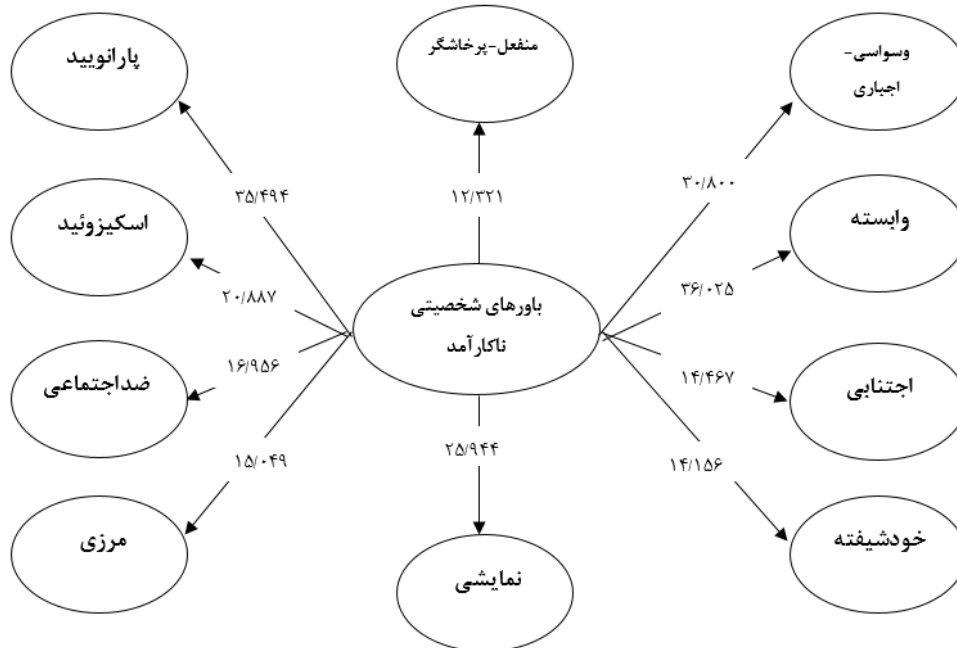 وسواسی-
اجباری
منفعل-پرخاشگر
پارانویید
۳۰/۸۰۰
۱۲/۳۲۱
۳۵/۴۹۴
وابسته
اسکیزوئید
۳۶/۰۲۵
۲۰/۸۸۷
باورهای شخصیتی
ناکارآمد
۱۴/۴۶۷
۱۶/۹۵۶
اجتنابی
ضداجتماعی
۱۴/۱۵۶
۲۵/۹۴۴
۱۵/۰۴۹
خودشیفته
نمایشی
مرزی